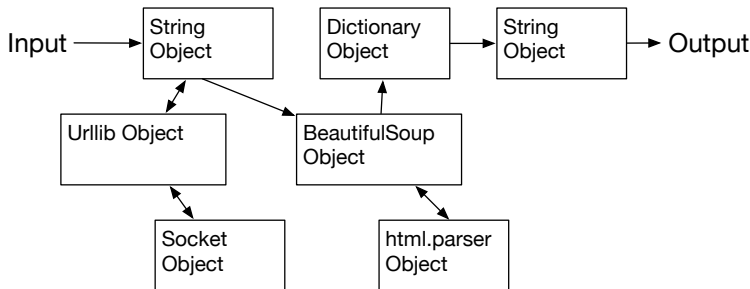 Input
String
Object
Dictionary
Object
String
Object
Output
Urllib Object
BeautifulSoup
Object
Socket
Object
html.parser
Object